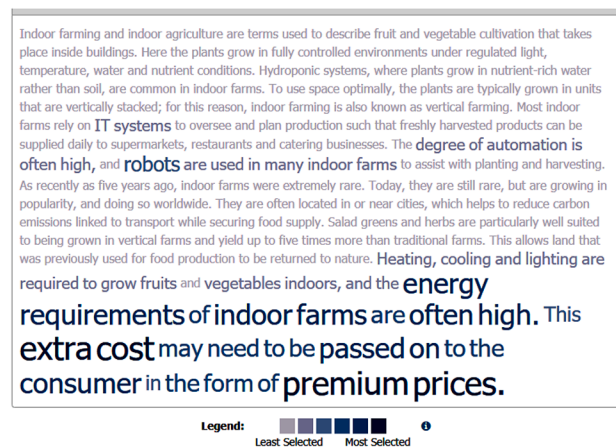 Indoor farming and indoor agriculture are terms used to describe fruit and vegetable cultivation that takes
place inside buildings. Here the plants grow in fully controlled environments under regulated light,
temperature, water and nutrient conditions. Hydroponic systems, where plants grow in nutrient-rich water
rather than soil, are common in indoor farms. To use space optimally, the plants are typically grown in units
that are vertically stacked; for this reason, indoor farming is also known as vertical farming. Most indoor
farms rely on IT systems to oversee and plan production such that freshly harvested products can be
supplied daily to supermarkets, restaurants and catering businesses. The degree of automation is
often high, and robots are used in many indoor farms to assist with planting and harvesting.
As recently as five years ago, indoor farms were extremely rare. Today, they are still rare, but are growing in
popularity, and doing so worldwide. They are often located in or near cities, which helps to reduce carbon
emissions linked to transport while securing food supply. Salad greens and herbs are particularly well suited
to being grown in vertical farms and yield up to five times more than traditional farms. This allows land that
was previously used for food production to be returned to nature. Heating, cooling and lighting are
required to grow fruits and vegetables indoors, and the energy
requirements of indoor farms are often high. This
extra cost may need to be passed on to the
consumer in the form of premium prices.
Legend:
Least Selected Most Selected